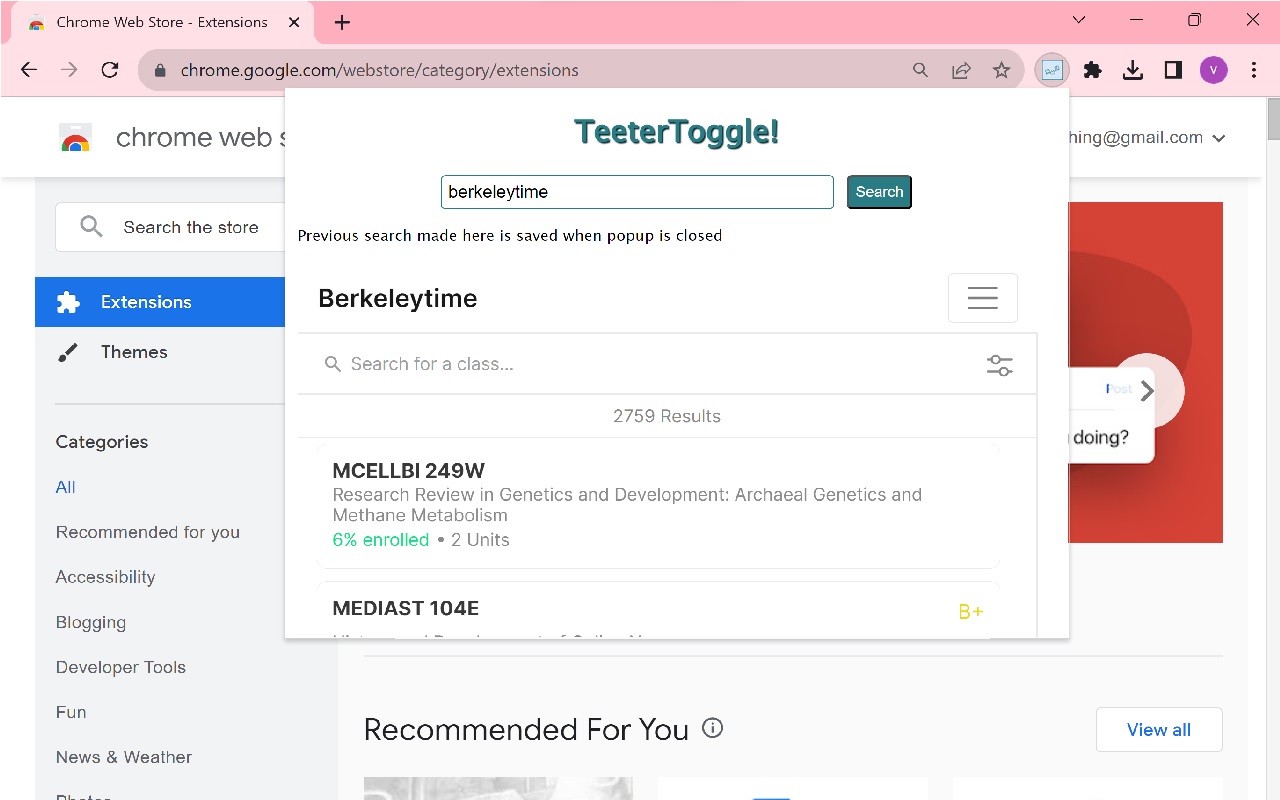 Chrome Web Store - Extensions
chrome.google.com/webstore/category/extensions
V
chrome web s
hing@gmail.com
TeeterToggle!
berkeleytime
Search
Previous search made here is saved when popup is closed
Search the store
Extensions
Themes
Berkeleytime
Search for a class...
2759 Results
Post
doing?
Categories
All
Recommended for you
Accessibility
Blogging
Developer Tools
Fun
News & Weather
MCELLBI 249W
Research Review in Genetics and Development: Archaeal Genetics and
Methane Metabolism
6% enrolled • 2 Units
MEDIAST 104E
B+
Recommended For You
View all